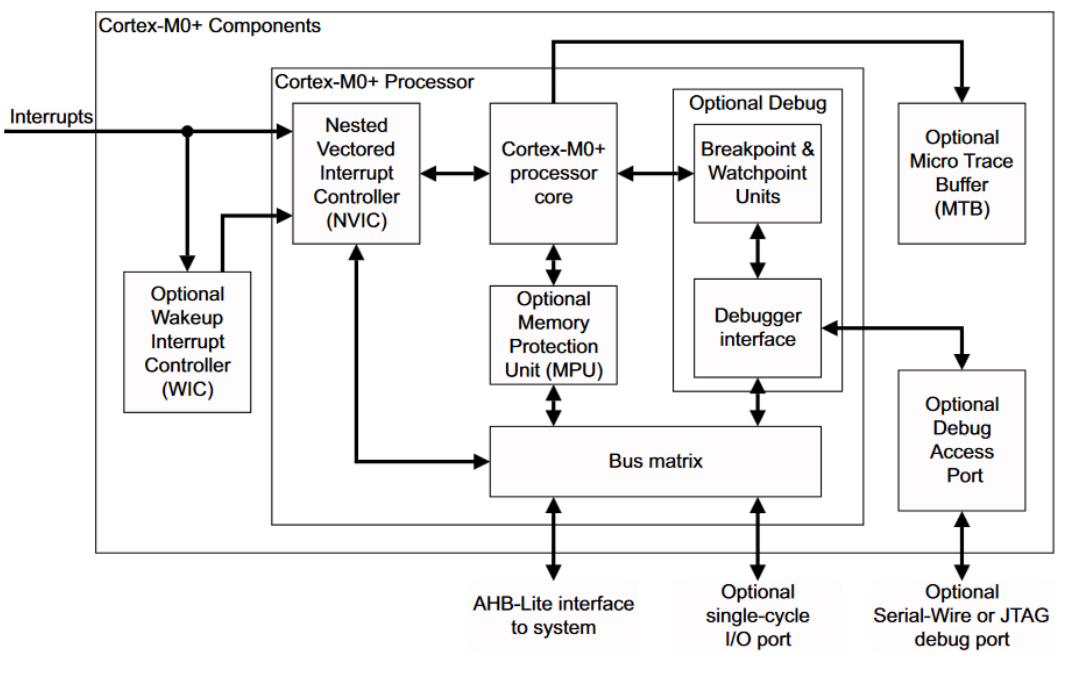 Cortex-M0+ Components
Cortex-M0+ Processor
Interrupts
Nested
Vectored
Interrupt
Controller
(NVIC)
Cortex-M0+
processor
core
Optional Debug
Breakpoint &
Watchpoint
Units
Optional
Micro Trace
Buffer
(MTB)
Optional
Wakeup
Interrupt
Controller
(WIC)
Optional
Memory
Protection
Unit (MPU)
Debugger
interface
Optional
Debug
Access
Port
Bus matrix
AHB-Lite interface
to system
Optional
single-cycle
I/O port
Optional
Serial-Wire or JTAG
debug port